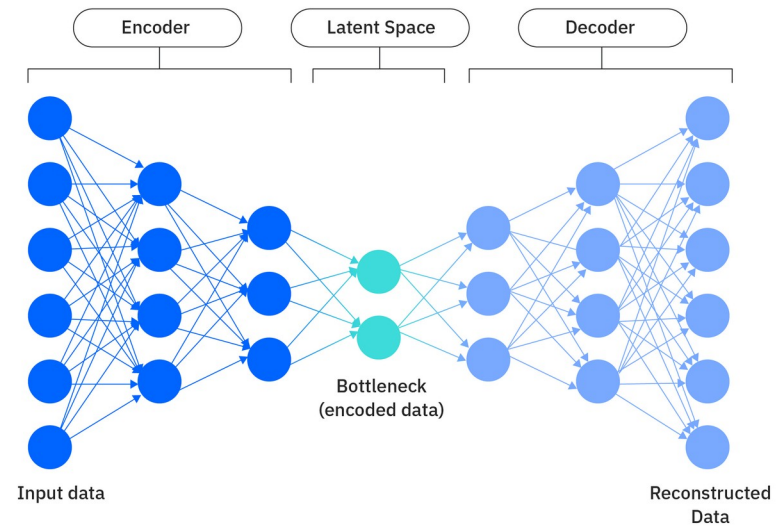 Encoder
Latent Space
Decoder
Bottleneck
(encoded data)
Input data
Reconstructed
Data